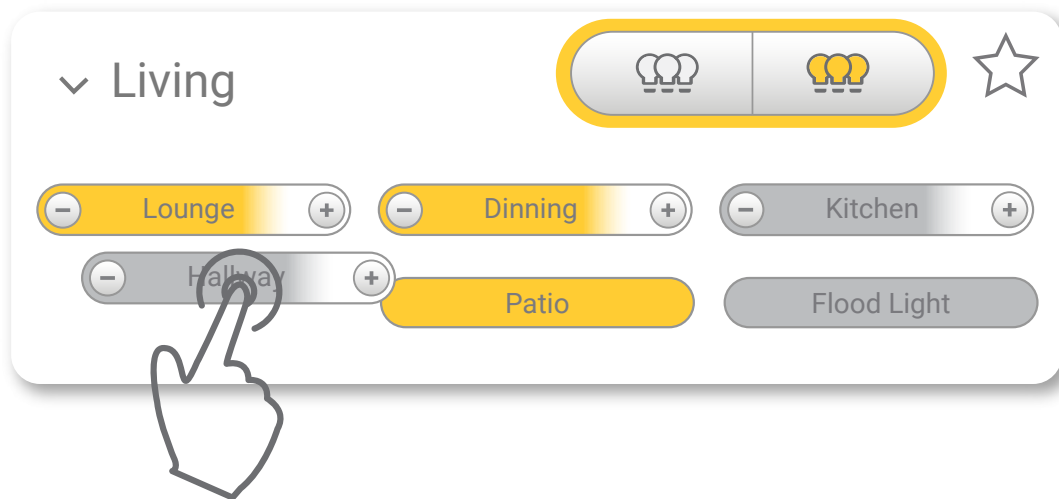 Living
Lounge
Dinning
Kitchen
Hallway
Patio
Flood Light